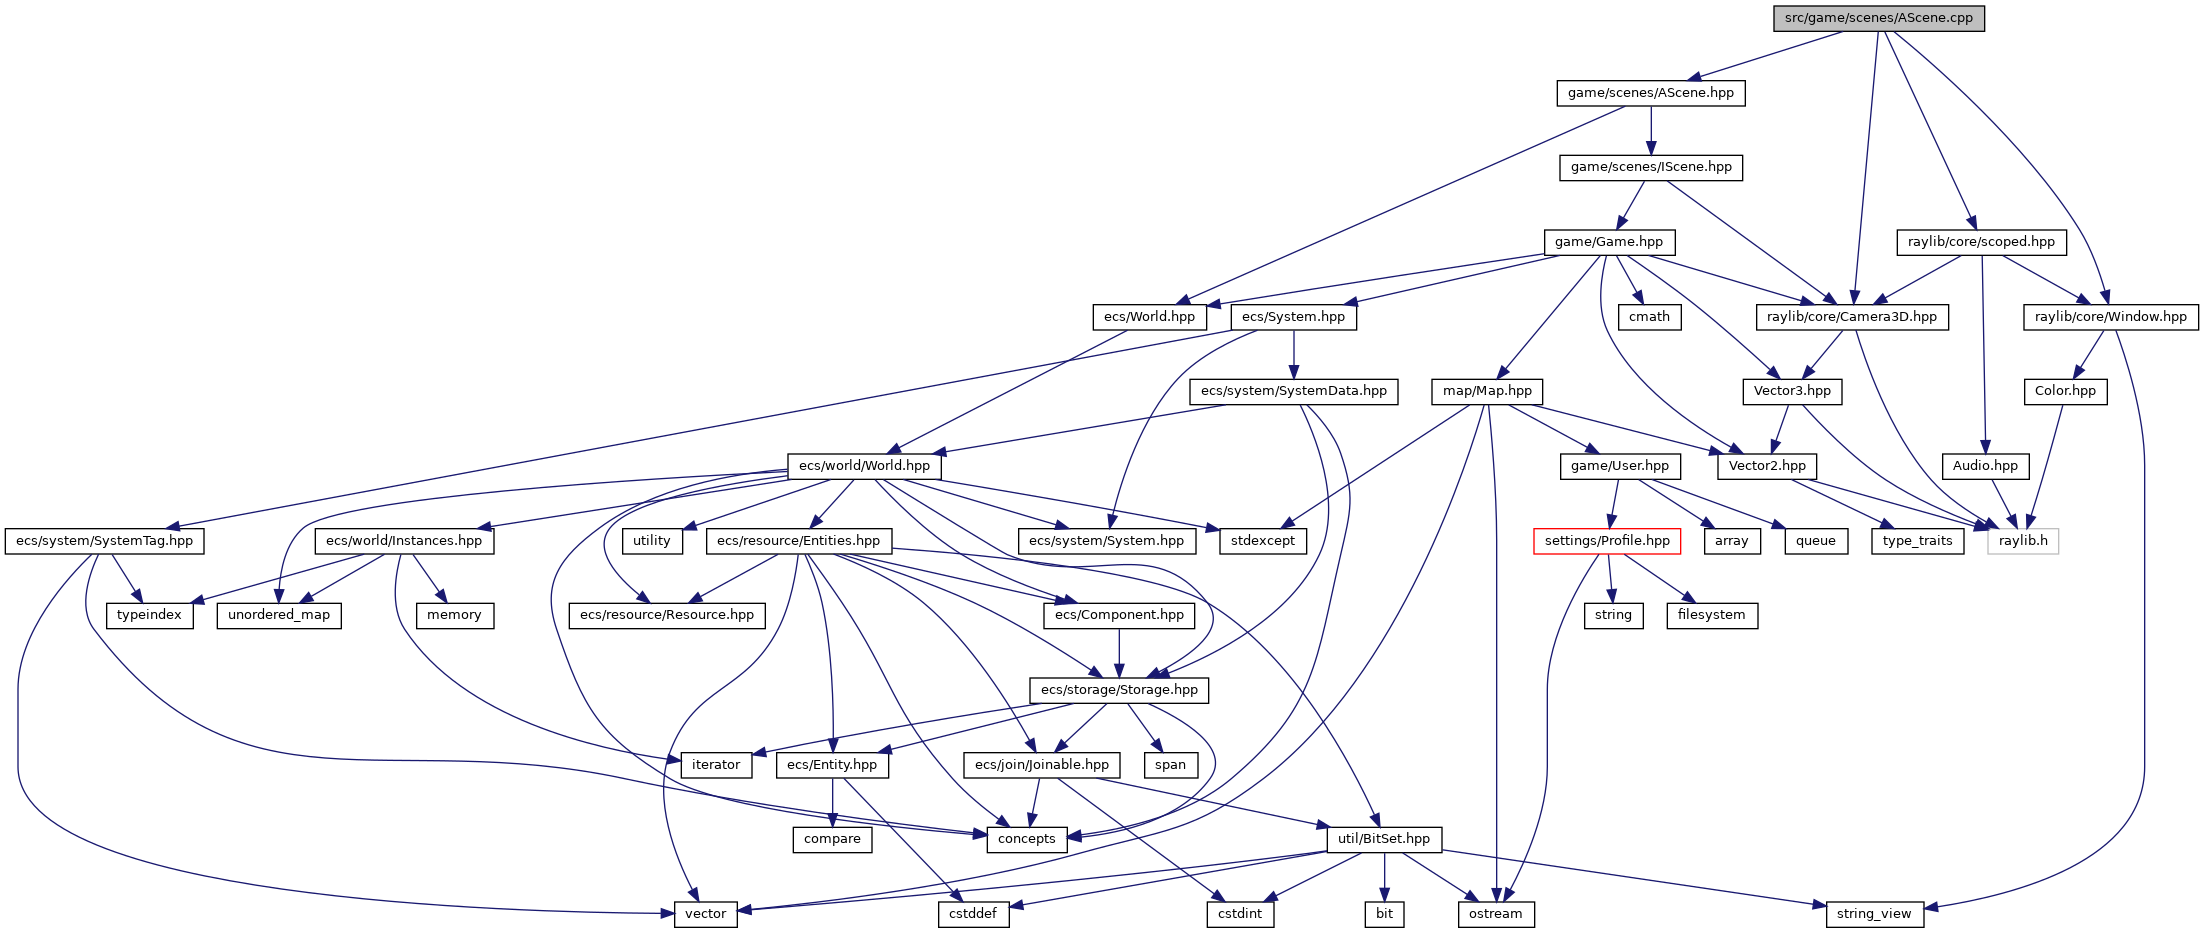 src/game/scenes/AScene.cpp
game/scenes/AScene.hpp
game/scenes/IScene.hpp
game/Game.hpp
raylib/core/scoped.hpp
ecs/World.hpp
ecs/System.hpp
cmath
raylib/core/Camera3D.hpp
raylib/core/Window.hpp
ecs/system/SystemData.hpp
map/Map.hpp
Vector3.hpp
Color.hpp
ecs/world/World.hpp
game/User.hpp
Vector2.hpp
Audio.hpp
ecs/system/SystemTag.hpp
ecs/world/Instances.hpp
utility
ecs/resource/Entities.hpp
ecs/system/System.hpp
stdexcept
settings/Profile.hpp
array
queue
type_traits
raylib.h
typeindex
unordered_map
memory
ecs/resource/Resource.hpp
ecs/Component.hpp
string
filesystem
ecs/storage/Storage.hpp
iterator
ecs/Entity.hpp
ecs/join/Joinable.hpp
span
compare
concepts
util/BitSet.hpp
vector
cstddef
cstdint
bit
ostream
string_view